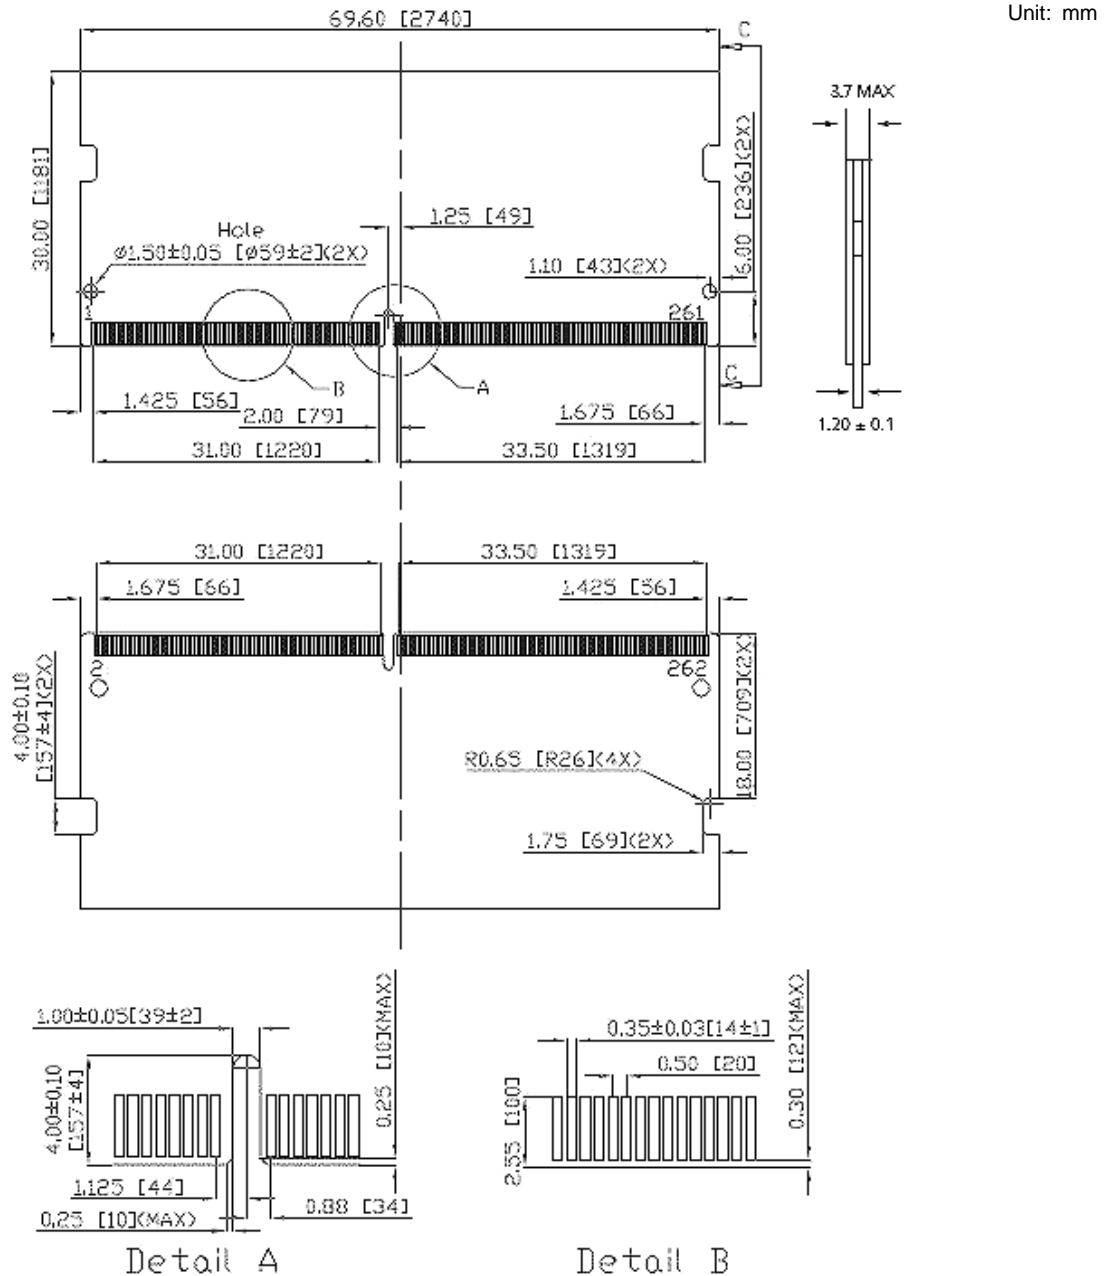 69.60 [2740]
Unit: mm
C
3.7 MAX
30.00 [1181]
6.00 [236](2X)
1.25 [49]
Hole
Ø1.50±0.05 [Ø59±2](2X)
1.10 [43](2X)
1
261
B
A
C
1.425 [56]
2.00 [79]
1.675 [66]
1.20 ± 0.1
31.00 [1220]
33.50 [1319]
31.00 [1220]
33.50 [1319]
1.675 [66]
1.425 [56]
2
262
4.00±0.10
[157±4](2X)
18.00 [709](2X)
R0.65 [R26](4X)
1.75 [69](2X)
1.00±0.05[39±2]
0.25 [10](MAX)
4.00±0.10
[157±4]
1.125 [44]
0.88 [34]
0.25 [10](MAX)
Detail A
0.35±0.03[14±1]
0.50 [20]
0.30 [12](MAX)
2.55 [100]
Detail B